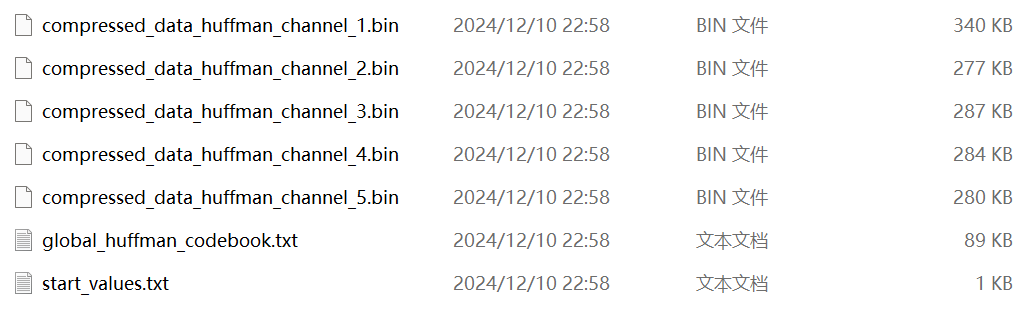 compressed_data_huffman_channel_1.bin 2024/12/10 22:58 BIN 文件 340 KB
compressed_data_huffman_channel_2.bin 2024/12/10 22:58 BIN 文件 277 KB
compressed_data_huffman_channel_3.bin 2024/12/10 22:58 BIN 文件 287 KB
compressed_data_huffman_channel_4.bin 2024/12/10 22:58 BIN 文件 284 KB
compressed_data_huffman_channel_5.bin 2024/12/10 22:58 BIN 文件 280 KB
global_huffman_codebook.txt 2024/12/10 22:58 文本文档 89 KB
start_values.txt 2024/12/10 22:58 文本文档 1 KB